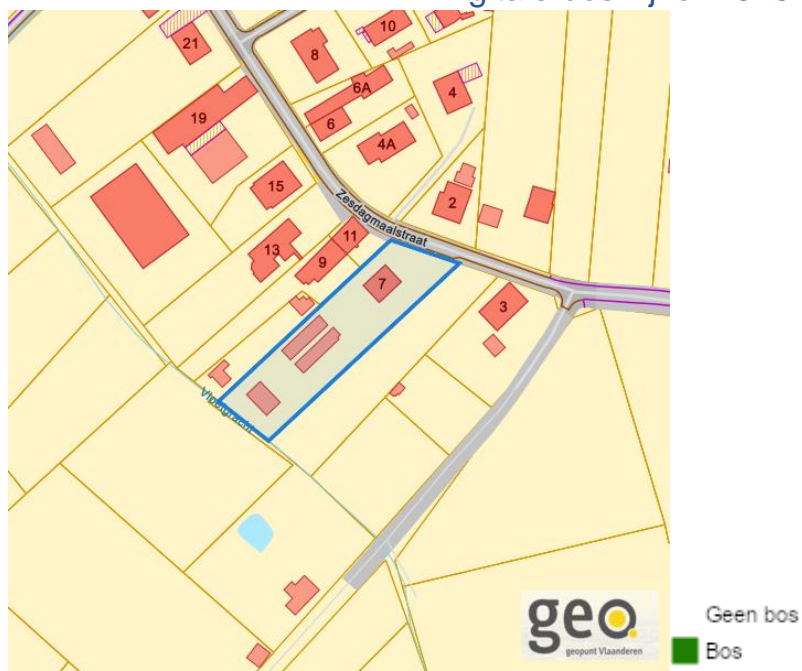 21
8
10
6A
4
6
19
4A
15
2
Zesdagmaalstraat
11
13
9
7
3
geo
geopunt Vlaanderen
Geen bos
Bos